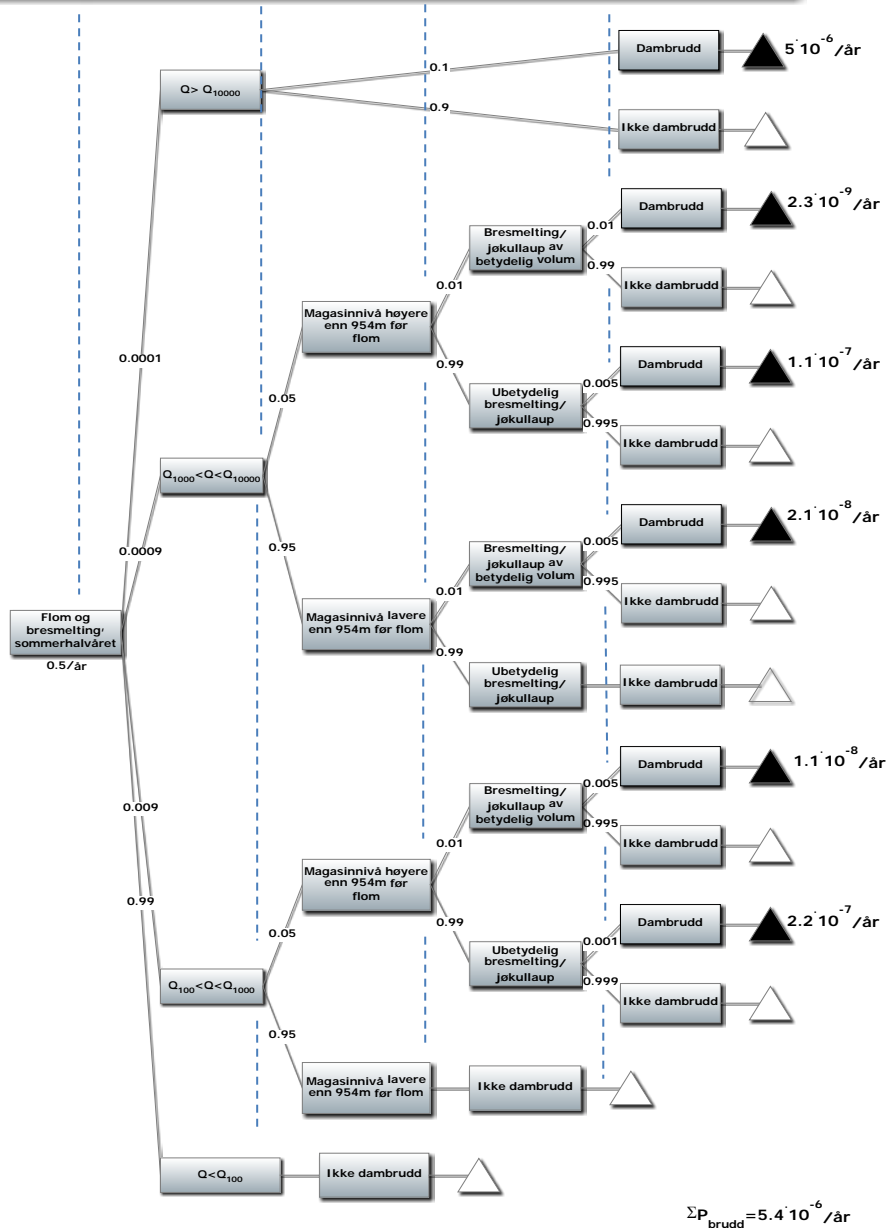 Dambrudd
5˙10⁻⁶/år
0.1
Q> Q₁₀₀₀₀
0.9
Ikke dambrudd
Dambrudd
2.3˙10⁻⁹/år
0.01
Bresmelting/
jøkullaup av
betydelig volum
0.99
Ikke dambrudd
0.01
Magasinnivå høyere
enn 954m før
flom
0.99
Dambrudd
1.1˙10⁻⁷/år
0.005
Ubetydelig
bresmelting/
jøkullaup
0.995
Ikke dambrudd
0.0001
0.05
Q₁₀₀₀<Q<Q₁₀₀₀₀
0.0009
0.95
Dambrudd
2.1˙10⁻⁸/år
0.005
Bresmelting/
jøkullaup av
betydelig volum
0.995
Ikke dambrudd
0.01
Magasinnivå lavere
enn 954m før flom
0.99
Ubetydelig
bresmelting/
jøkullaup
Ikke dambrudd
Flom og
bresmelting,
sommerhalvåret
0.5/år
Dambrudd
1.1˙10⁻⁸/år
0.005
Bresmelting/
jøkullaup av
betydelig volum
0.995
Ikke dambrudd
0.009
0.01
Magasinnivå høyere
enn 954m før
flom
0.99
0.99
Dambrudd
2.2˙10⁻⁷/år
0.001
Ubetydelig
bresmelting/
jøkullaup
0.999
Ikke dambrudd
0.05
Q₁₀₀<Q<Q₁₀₀₀
0.95
Magasinnivå lavere
enn 954m før flom
Ikke dambrudd
Q<Q₁₀₀
Ikke dambrudd
ΣP_brudd=5.4˙10⁻⁶/år